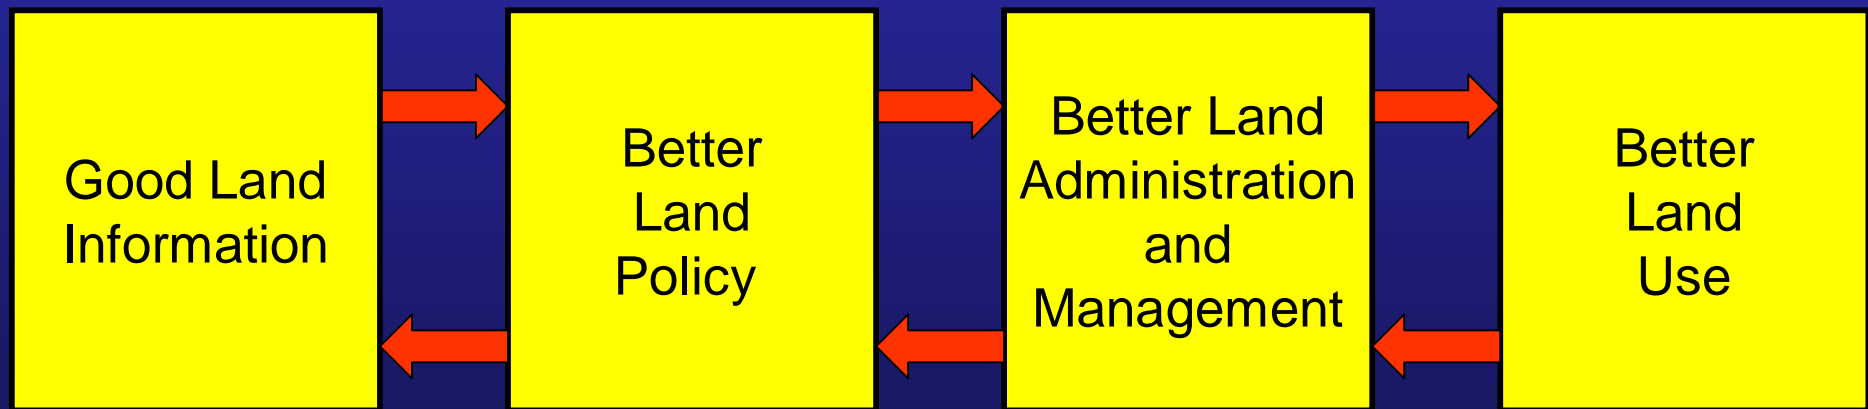 Good Land
Information
Better
Land
Policy
Better Land
Administration
and
Management
Better
Land
Use